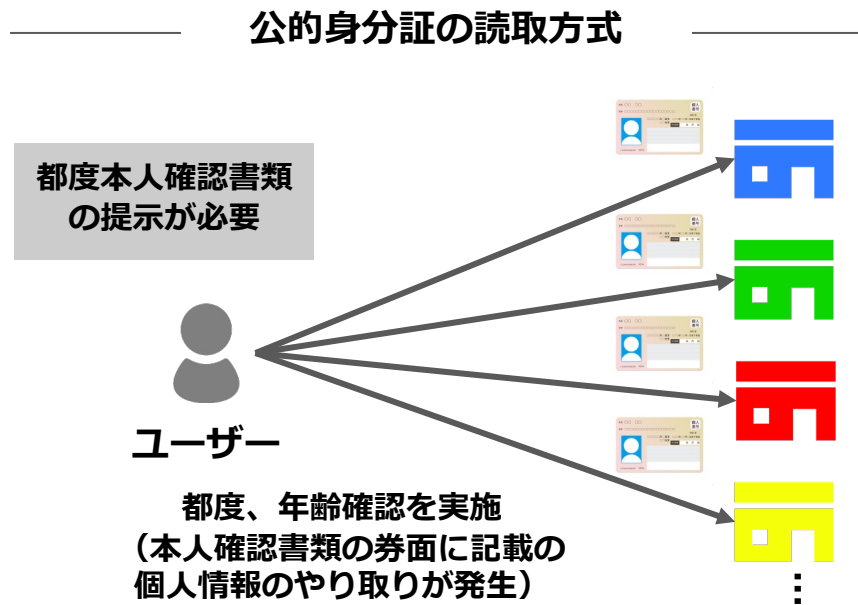 公的身分証の読取方式
都度本人確認書類
の提示が必要
ユーザー
都度、年齢確認を実施
（本人確認書類の券面に記載の
個人情報のやり取りが発生）